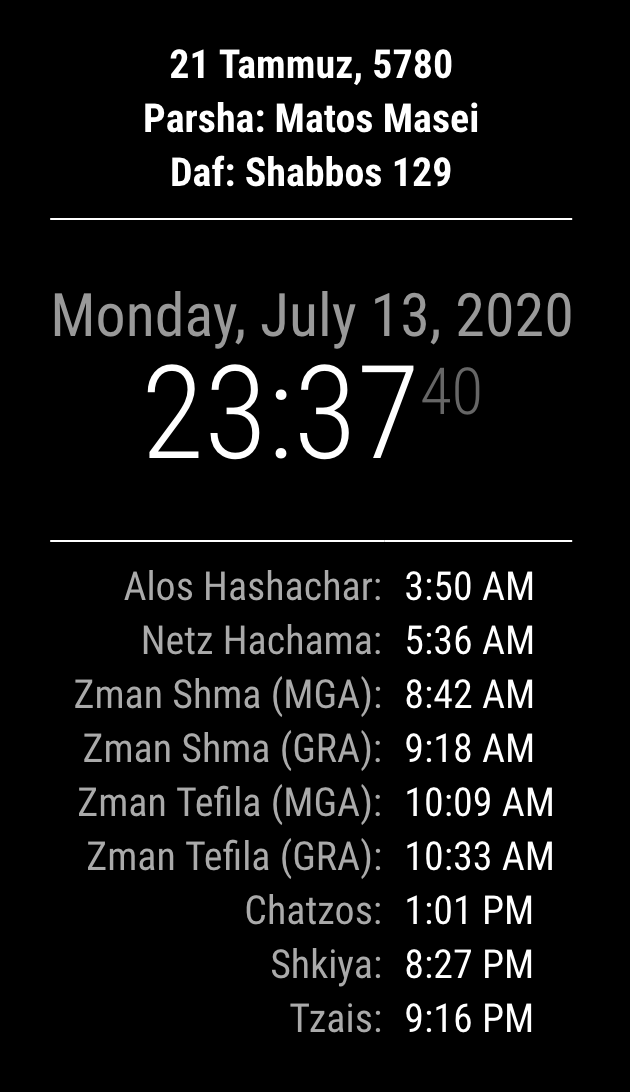 21 Tammuz, 5780
Parsha: Matos Masei
Daf: Shabbos 129
Monday, July 13, 2020
23:37 40
Alos Hashachar: 3:50 AM
Netz Hachama: 5:36 AM
Zman Shma (MGA): 8:42 AM
Zman Shma (GRA): 9:18 AM
Zman Tefila (MGA): 10:09 AM
Zman Tefila (GRA): 10:33 AM
Chatzos: 1:01 PM
Shkiya: 8:27 PM
Tzais: 9:16 PM